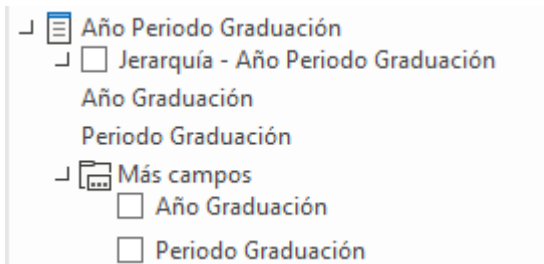 Año Periodo Graduación
Jerarquía - Año Periodo Graduación
Año Graduación
Periodo Graduación
Más campos
Año Graduación
Periodo Graduación